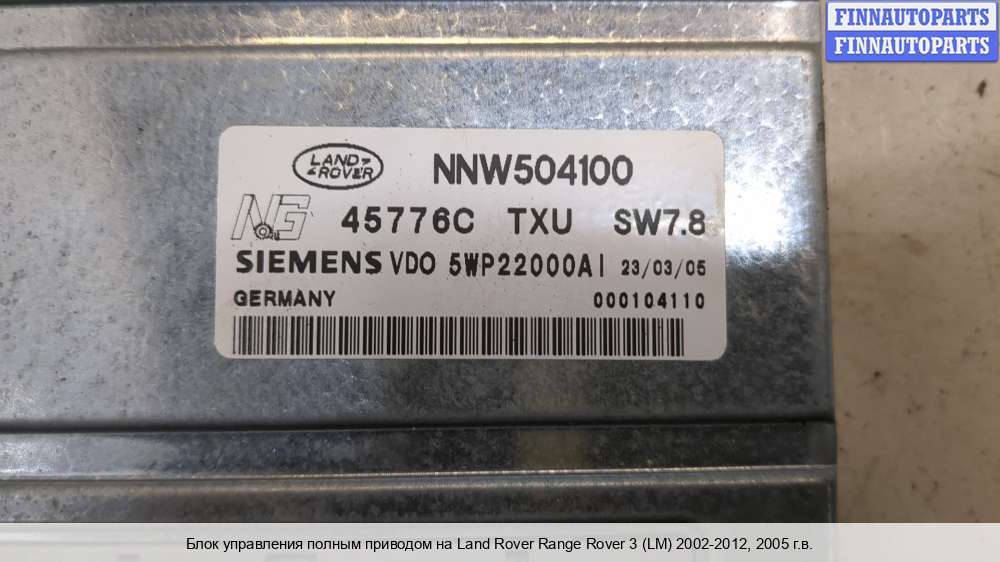 FINNAUTOPARTS
FINNAUTOPARTS
LAND
ROVER
NNW504100
NG
45776C TXU SW7.8
SIEMENS VDO 5WP22000AI 23/03/05
GERMANY 000104110
Блок управления полным приводом на Land Rover Range Rover 3 (LM) 2002-2012, 2005 г.в.